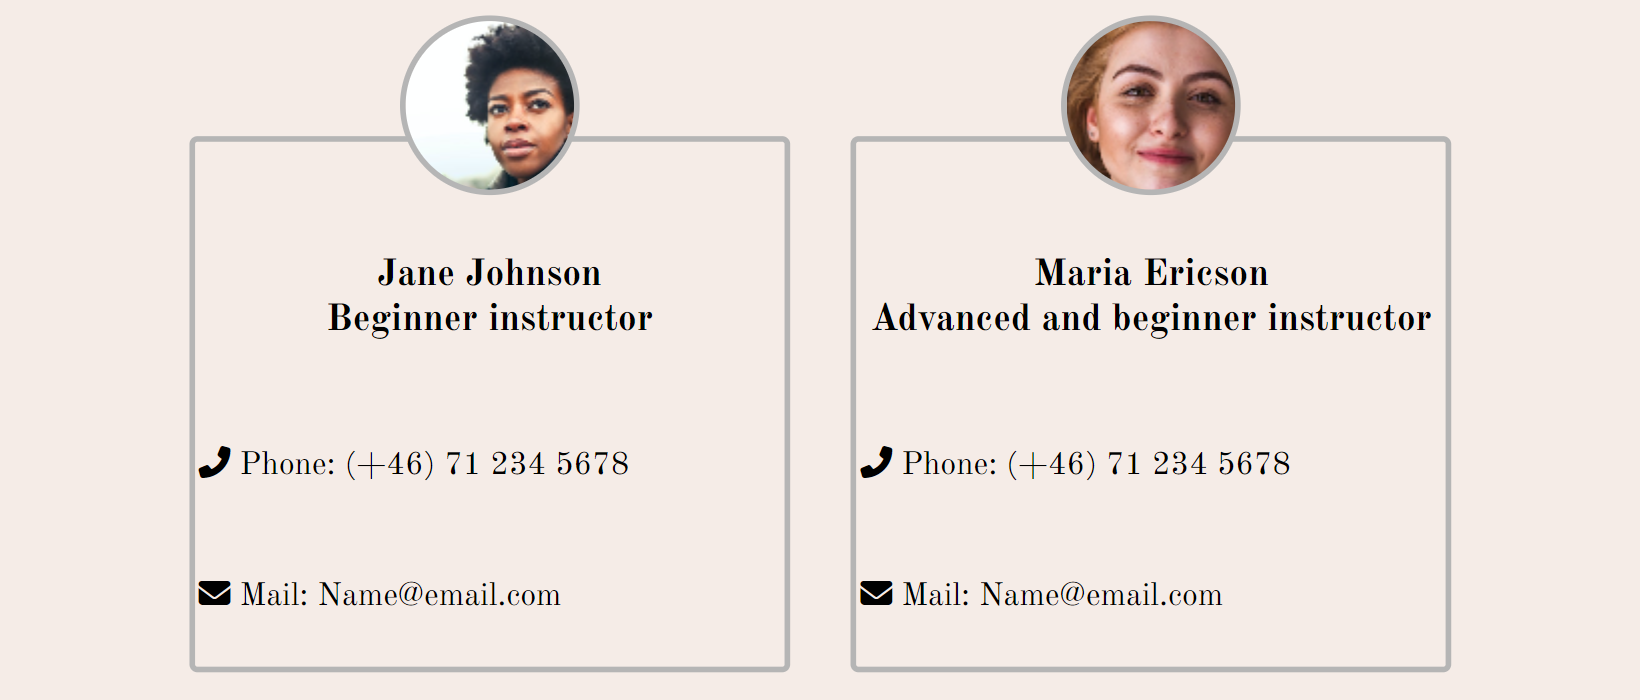 Jane Johnson
Beginner instructor
Phone: (+46) 71 234 5678
Mail: Name@email.com
Maria Ericson
Advanced and beginner instructor
Phone: (+46) 71 234 5678
Mail: Name@email.com